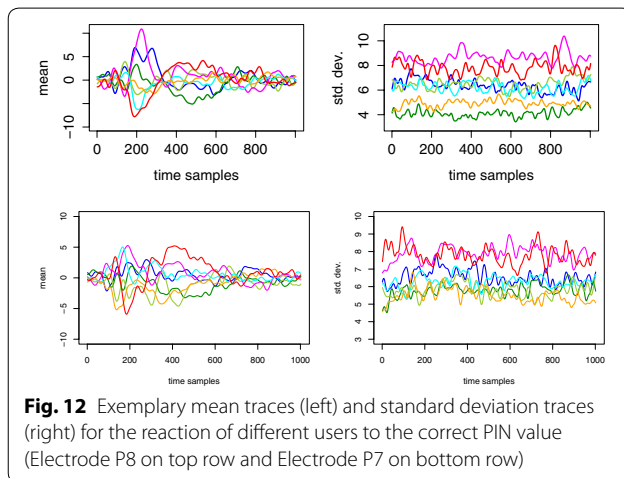 mean
5
0
−10
0 200 400 600 800
time samples
std. dev.
10
8
6
4
0 200 400 600 800
time samples
mean
10
5
0
−5
−10
0 200 400 600 800 1000
time samples
std. dev.
10
9
8
7
6
5
4
3
0 200 400 600 800 1000
time samples
Fig. 12 Exemplary mean traces (left) and standard deviation traces
(right) for the reaction of different users to the correct PIN value
(Electrode P8 on top row and Electrode P7 on bottom row)